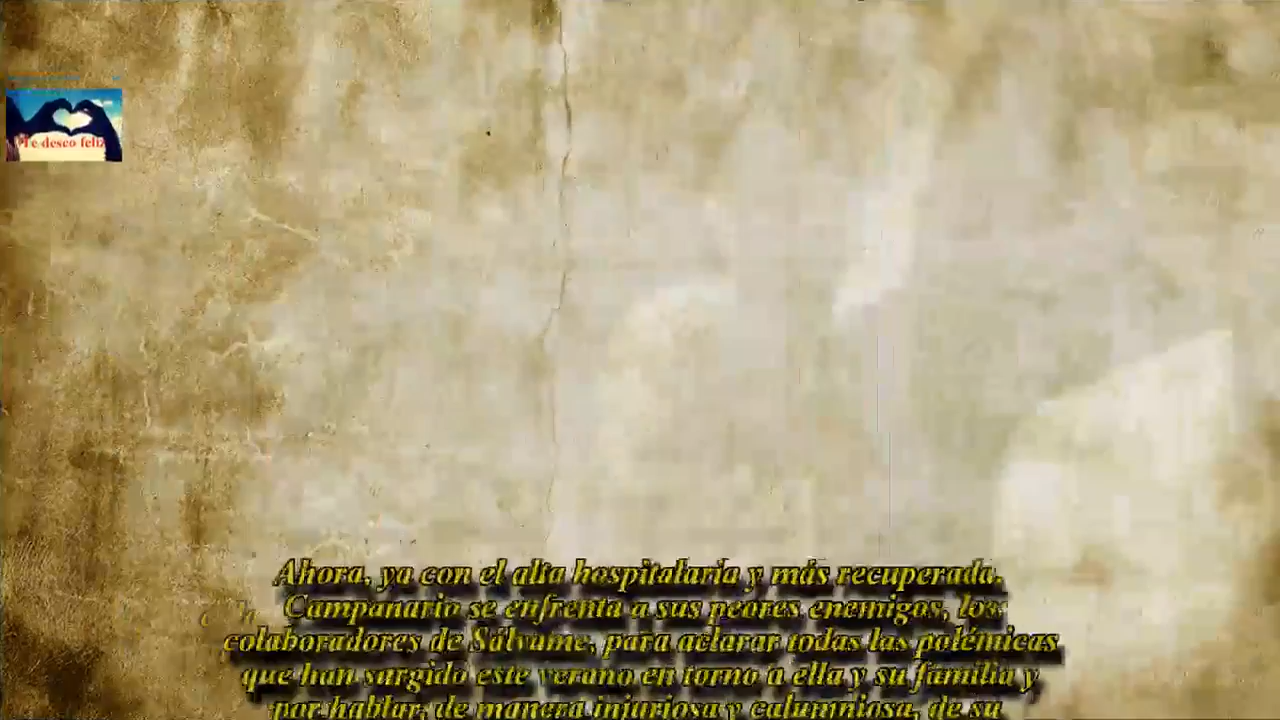 Te deseo feliz
Ahora, ya con el alta hospitalaria y más recuperada,
Campanario se enfrenta a sus peores enemigos, los
colaboradores de Sálvame, para aclarar todas las polémicas
que han surgido este verano en torno a ella y su familia y
por hablar, de manera injuriosa y calumniosa, de su